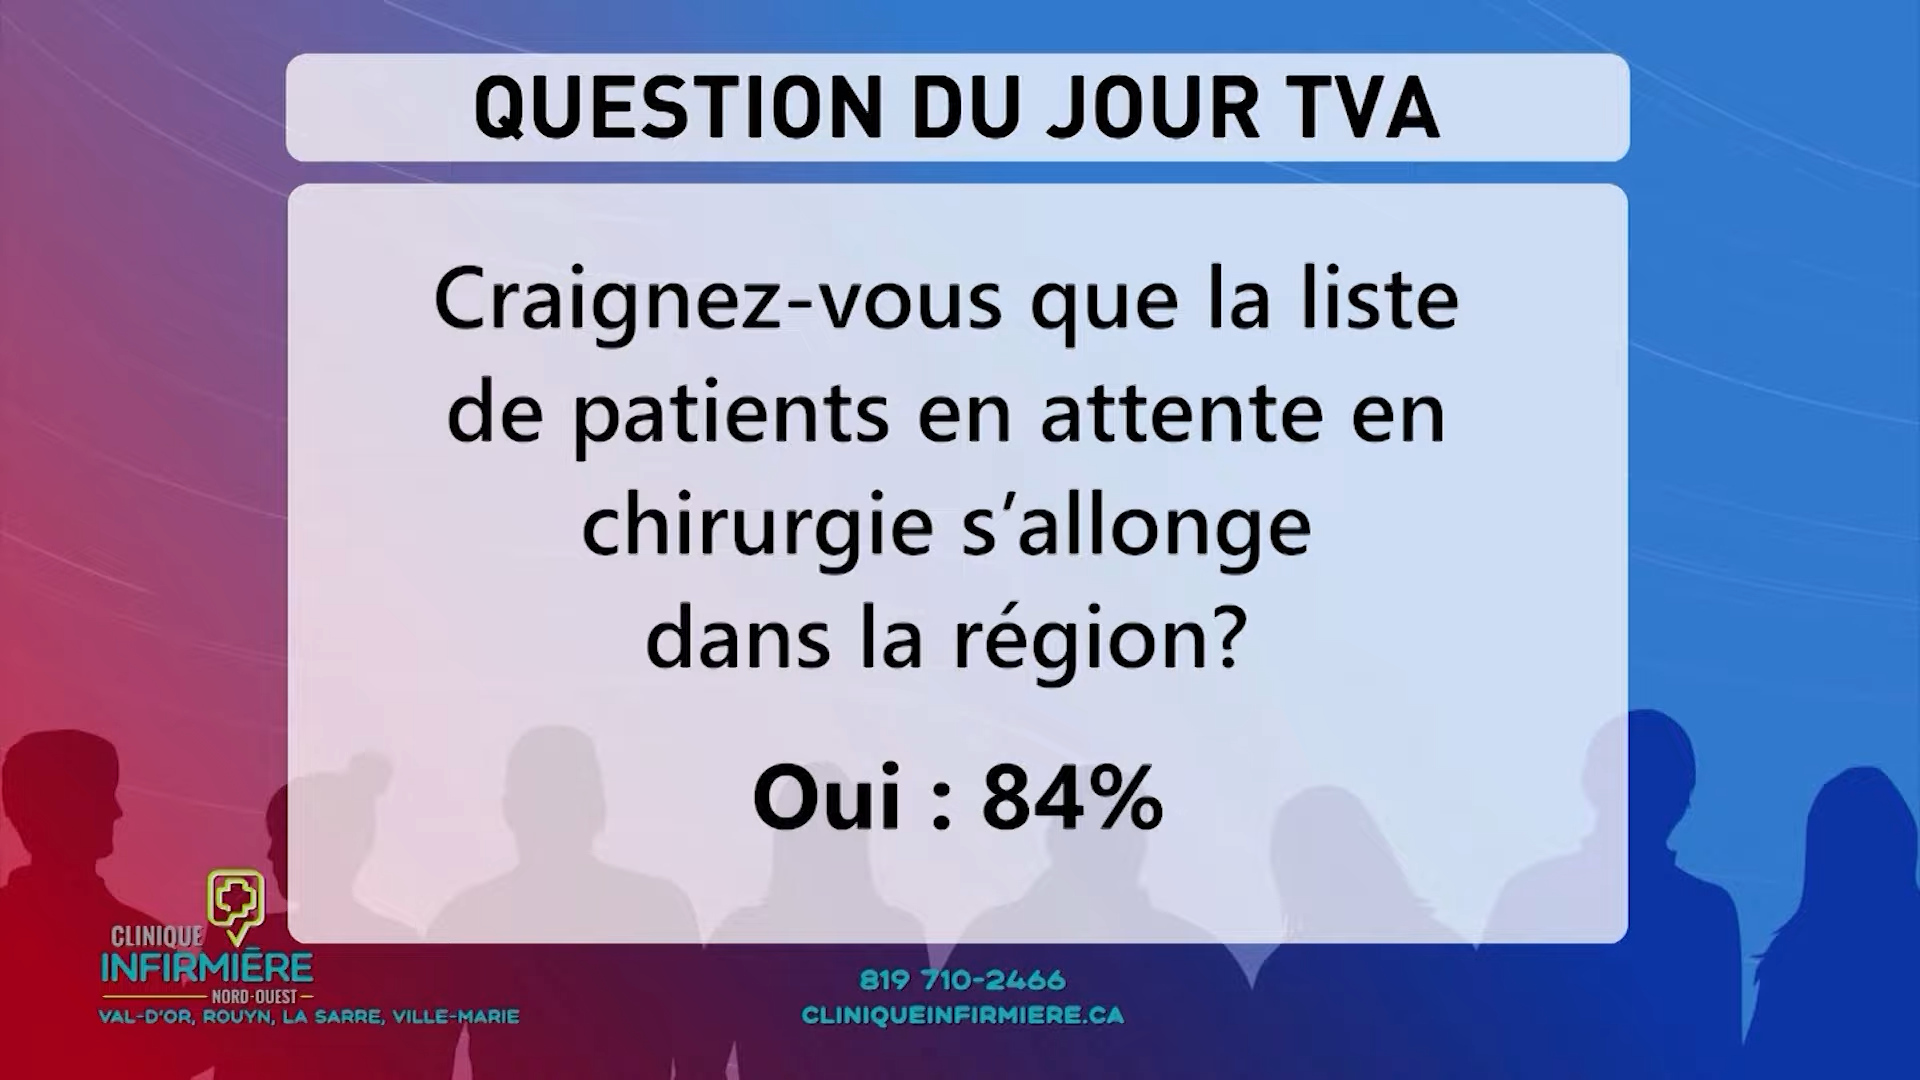 QUESTION DU JOUR TVA
Craignez-vous que la liste
de patients en attente en
chirurgie s’allonge
dans la région?
Oui : 84%
CLINIQUE
INFIRMIÈRE
NORD-OUEST
VAL-D'OR, ROUYN, LA SARRE, VILLE-MARIE
819 710-2466
CLINIQUEINFIRMIERE.CA